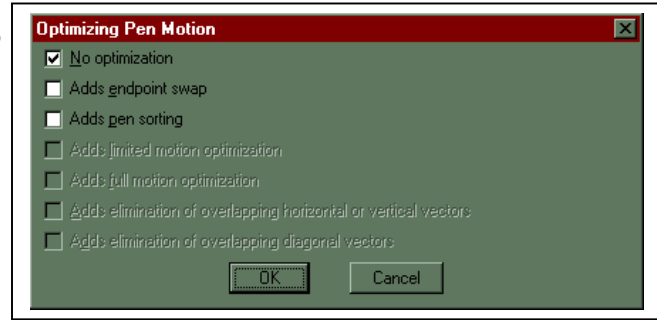 Optimizing Pen Motion
No optimization
Adds endpoint swap
Adds pen sorting
Adds limited motion optimization
Adds full motion optimization
Adds elimination of overlapping horizontal or vertical vectors
Adds elimination of overlapping diagonal vectors
OK Cancel